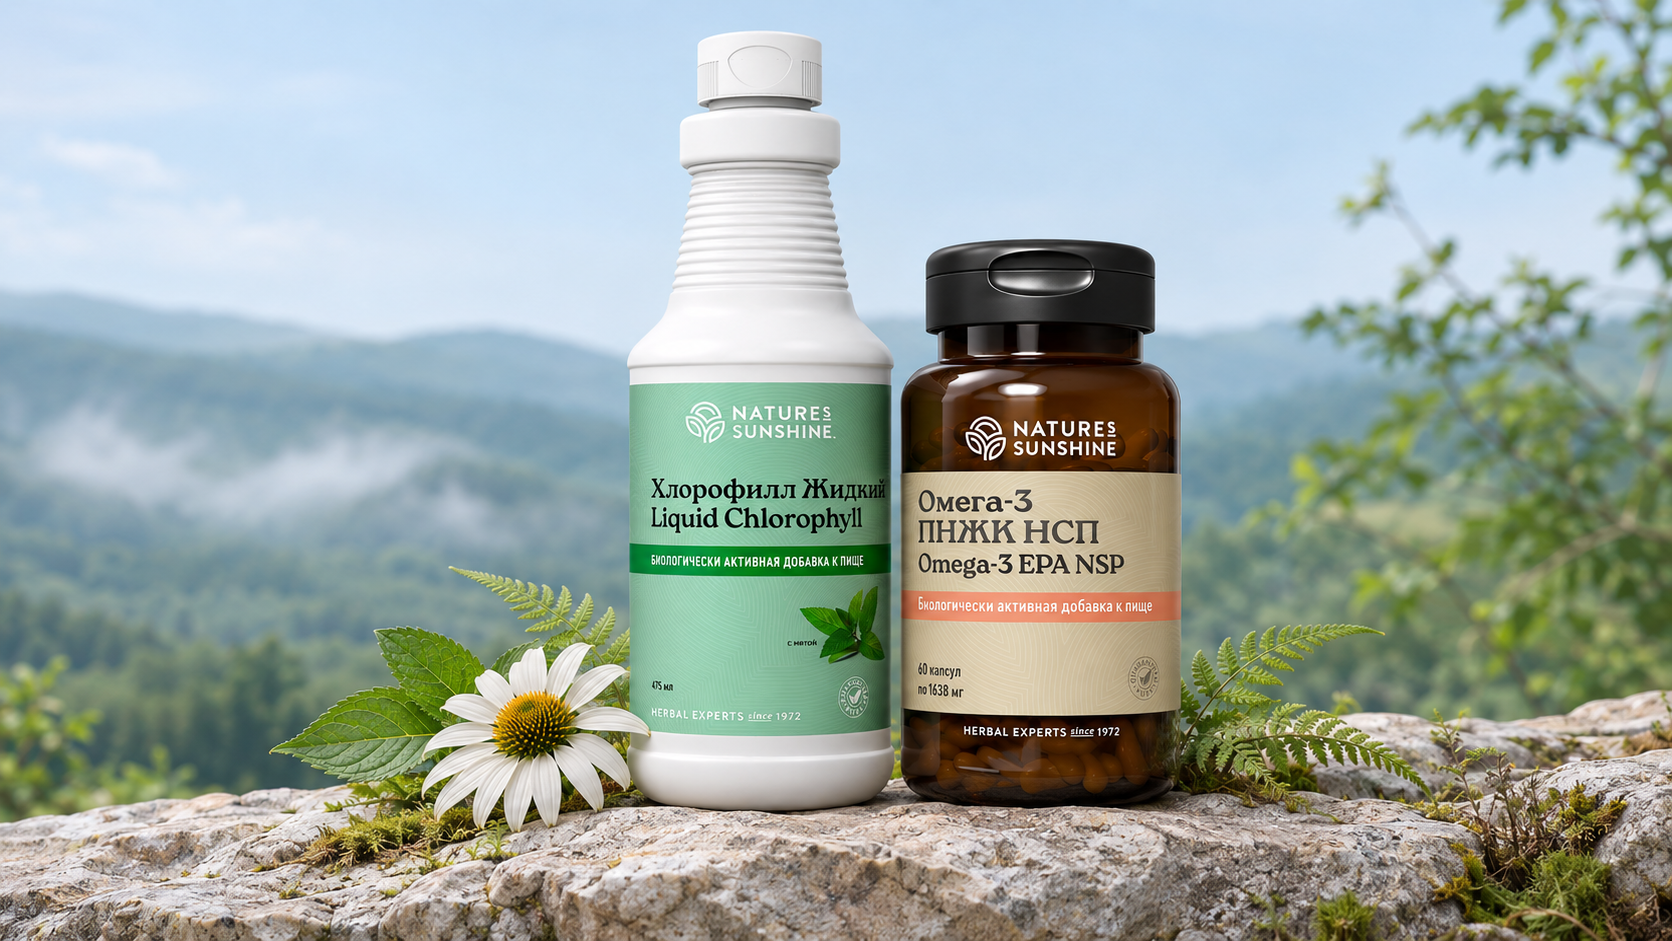 NATURES
SUNSHINE
Хлорофилл Жидкий
Liquid Chlorophyll
БИОЛОГИЧЕСКИ АКТИВНАЯ ДОБАВКА К ПИЩЕ
с мятой
475 мл
HERBAL EXPERTS since 1972
NATURES
SUNSHINE
Омега-3
ПНЖК НСП
Omega-3 EPA NSP
Биологически активная добавка к пище
60 капсул
по 1638 мг
HERBAL EXPERTS since 1972